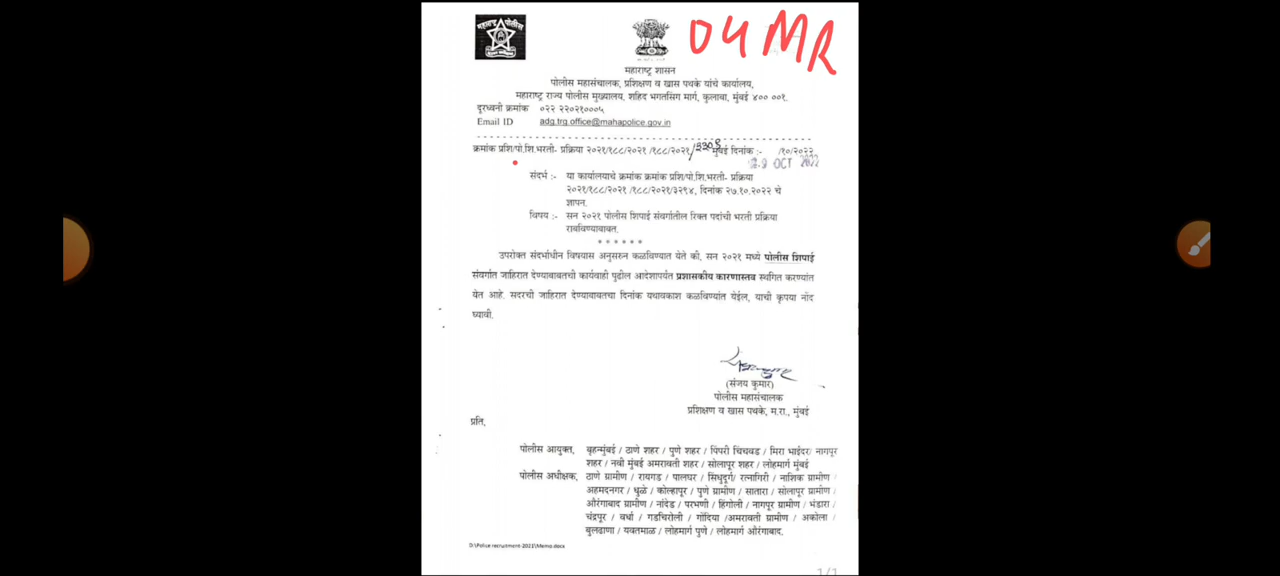 महाराष्ट्र पोलीस
04 MR
महाराष्ट्र शासन
पोलीस महासंचालक, प्रशिक्षण व खास पथके यांचे कार्यालय,
महाराष्ट्र राज्य पोलीस मुख्यालय, शहिद भगतसिंग मार्ग, कुलाबा, मुंबई ४०० ००१.
दूरध्वनी क्रमांक ०२२ २२०२१०००५
Email ID adg.trg.office@mahapolice.gov.in
क्रमांक प्रशि/पो.शि.भरती- प्रक्रिया २०२१/१८८/२०२१ /१८८/२०२१/ मुंबई दिनांक :- /१०/२०२२
OCT 2022
संदर्भ :- या कार्यालयाचे क्रमांक क्रमांक प्रशि/पो.शि.भरती- प्रक्रिया
२०२१/१८८/२०२१ /१८८/२०२१/३२९४, दिनांक २७.१०.२०२२ चे
ज्ञापन.
विषय :- सन २०२१ पोलीस शिपाई संवर्गातील रिक्त पदांची भरती प्रक्रिया
राबविण्याबाबत.
******
उपरोक्त संदर्भाधीन विषयास अनुसरुन कळविण्यात येते की, सन २०२१ मध्ये पोलीस शिपाई
संवर्गात जाहिरात देण्याबाबतची कार्यवाही पुढील आदेशापर्यत प्रशासकीय कारणास्तव स्थगित करण्यांत
येत आहे. सदरची जाहिरात देण्याबाबतचा दिनांक यथावकाश कळविण्यांत येईल, याची कृपया नोंद
घ्यावी.
(संजय कुमार)
पोलीस महासंचालक
प्रशिक्षण व खास पथके, म.रा., मुंबई
प्रति,
पोलीस आयुक्त, बृहन्मुंबई / ठाणे शहर / पुणे शहर / पिंपरी चिंचवड / मिरा भाईदर/ नागपूर
शहर / नवी मुंबई अमरावती शहर / सोलापूर शहर / लोहमार्ग मुंबई
पोलीस अधीक्षक, ठाणे ग्रामीण / रायगड / पालघर / सिंधुदूर्ग/ रत्नागिरी / नाशिक ग्रामीण /
अहमदनगर / धुळे / कोल्हापूर / पुणे ग्रामीण / सातारा / सोलापूर ग्रामीण /
औरंगाबाद ग्रामीण / नांदेड / परभणी / हिंगोली / नागपूर ग्रामीण / भंडारा /
चंद्रपूर / वर्धा / गडचिरोली / गोंदिया /अमरावती ग्रामीण / अकोला /
बुलढाणा / यवतमाळ / लोहमार्ग पुणे / लोहमार्ग औरंगाबाद.
D:\Police recruitment-2021\Memo.docx
1/1